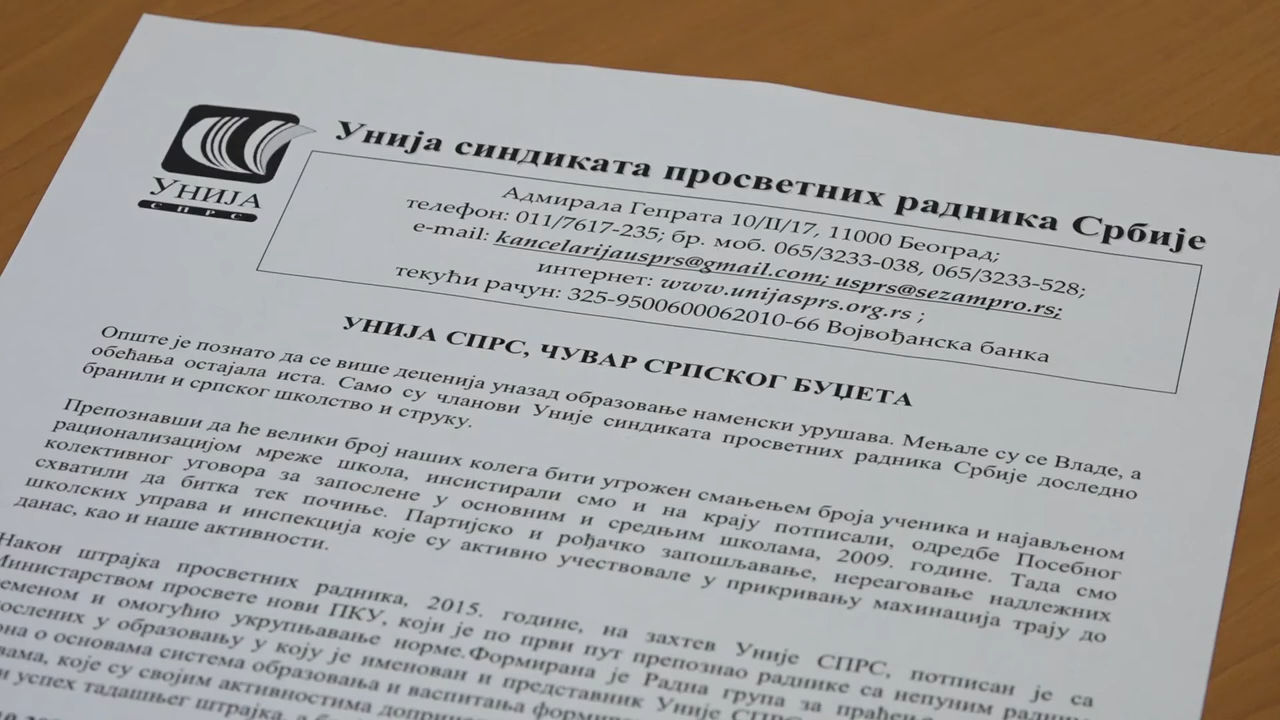 УНИЈА
СПРС
Унија синдиката просветних радника Србије
Адмирала Гепрата 10/II/17, 11000 Београд;
телефон: 011/7617-235; бр. моб. 065/3233-038, 065/3233-528;
e-mail: kancelarijausprs@gmail.com; usprs@sezampro.rs;
интернет: www.unijasprs.org.rs ;
текући рачун: 325-9500600062010-66 Војвођанска банка
УНИЈА СПРС, ЧУВАР СРПСКОГ БУЏЕТА
Опште је познато да се више деценија уназад образовање наменски урушава. Мењале су се Владе, а
обећања остајала иста. Само су чланови Уније синдиката просветних радника Србије доследно
бранили и српског школство и струку.
Препознавши да ће велики број наших колега бити угрожен смањењем броја ученика и најављеном
рационализацијом мреже школа, инсистирали смо и на крају потписали, одредбе Посебног
колективног уговора за запослене у основним и средњим школама, 2009. године. Тада смо
схватили да битка тек почиње. Партијско и рођачко запошљавање, нереаговање надлежних
школских управа и инспекција које су активно учествовале у прикривању махинација трају до
данас, као и наше активности.
Након штрајка просветних радника, 2015. године, на захтев Уније СПРС, потписан је са
Министарством просвете нови ПКУ, који је по први пут препознао раднике са непуним радним
еменом и омогућио укрупњавање норме.Формирана је Радна група за праћење
ослених у образовању у коју је именован и представник Уније СПРС
она о основама система образовања и васпитања
вама, које су својим активностима
и успех тадашњег штрајка, а